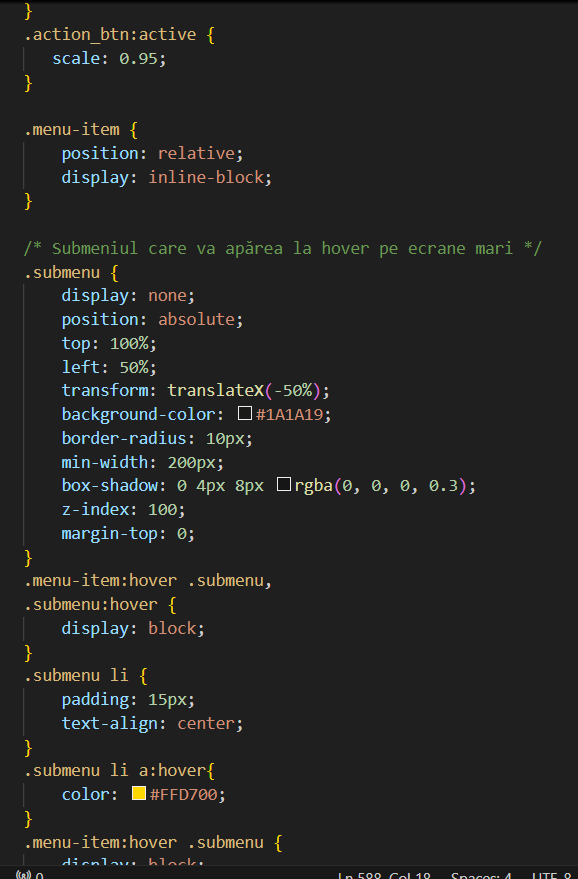 }
.action_btn:active {
   scale: 0.95;
}

.menu-item {
    position: relative;
    display: inline-block;
}

/* Submeniul care va apărea la hover pe ecrane mari */
.submenu {
    display: none;
    position: absolute;
    top: 100%;
    left: 50%;
    transform: translateX(-50%);
    background-color: #1A1A19;
    border-radius: 10px;
    min-width: 200px;
    box-shadow: 0 4px 8px rgba(0, 0, 0, 0.3);
    z-index: 100;
    margin-top: 0;
}
.menu-item:hover .submenu,
.submenu:hover {
    display: block;
}
.submenu li {
    padding: 15px;
    text-align: center;
}
.submenu li a:hover{
    color: #FFD700;
}
.menu-item:hover .submenu {
    display: block;
0 Ln 588, Col 18 Spaces: 4 UTF-8